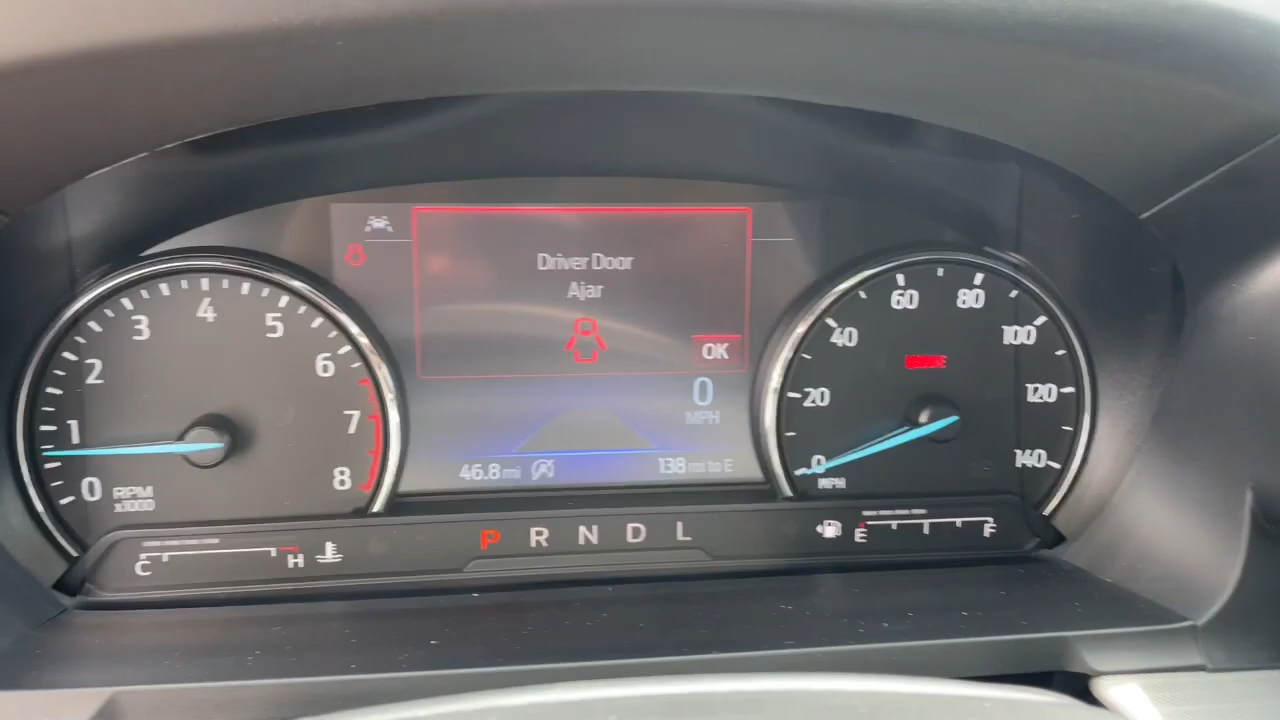 Driver Door
Ajar
OK
0
MPH
46.8 mi
138 mi to E
0
1
2
3
4
5
6
7
8
RPM
x1000
0
20
40
60
80
100
120
140
MPH
C
H
P R N D L
E
F